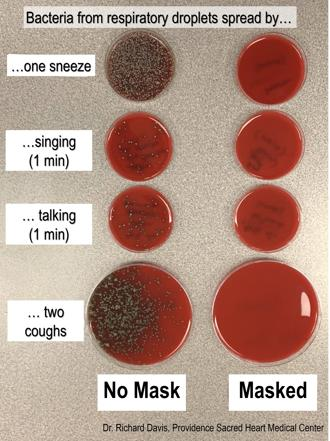 Bacteria from respiratory droplets spread by…
…one sneeze
…singing
(1 min)
… talking
(1 min)
… two
coughs
No Mask
Masked
Dr. Richard Davis, Providence Sacred Heart Medical Center